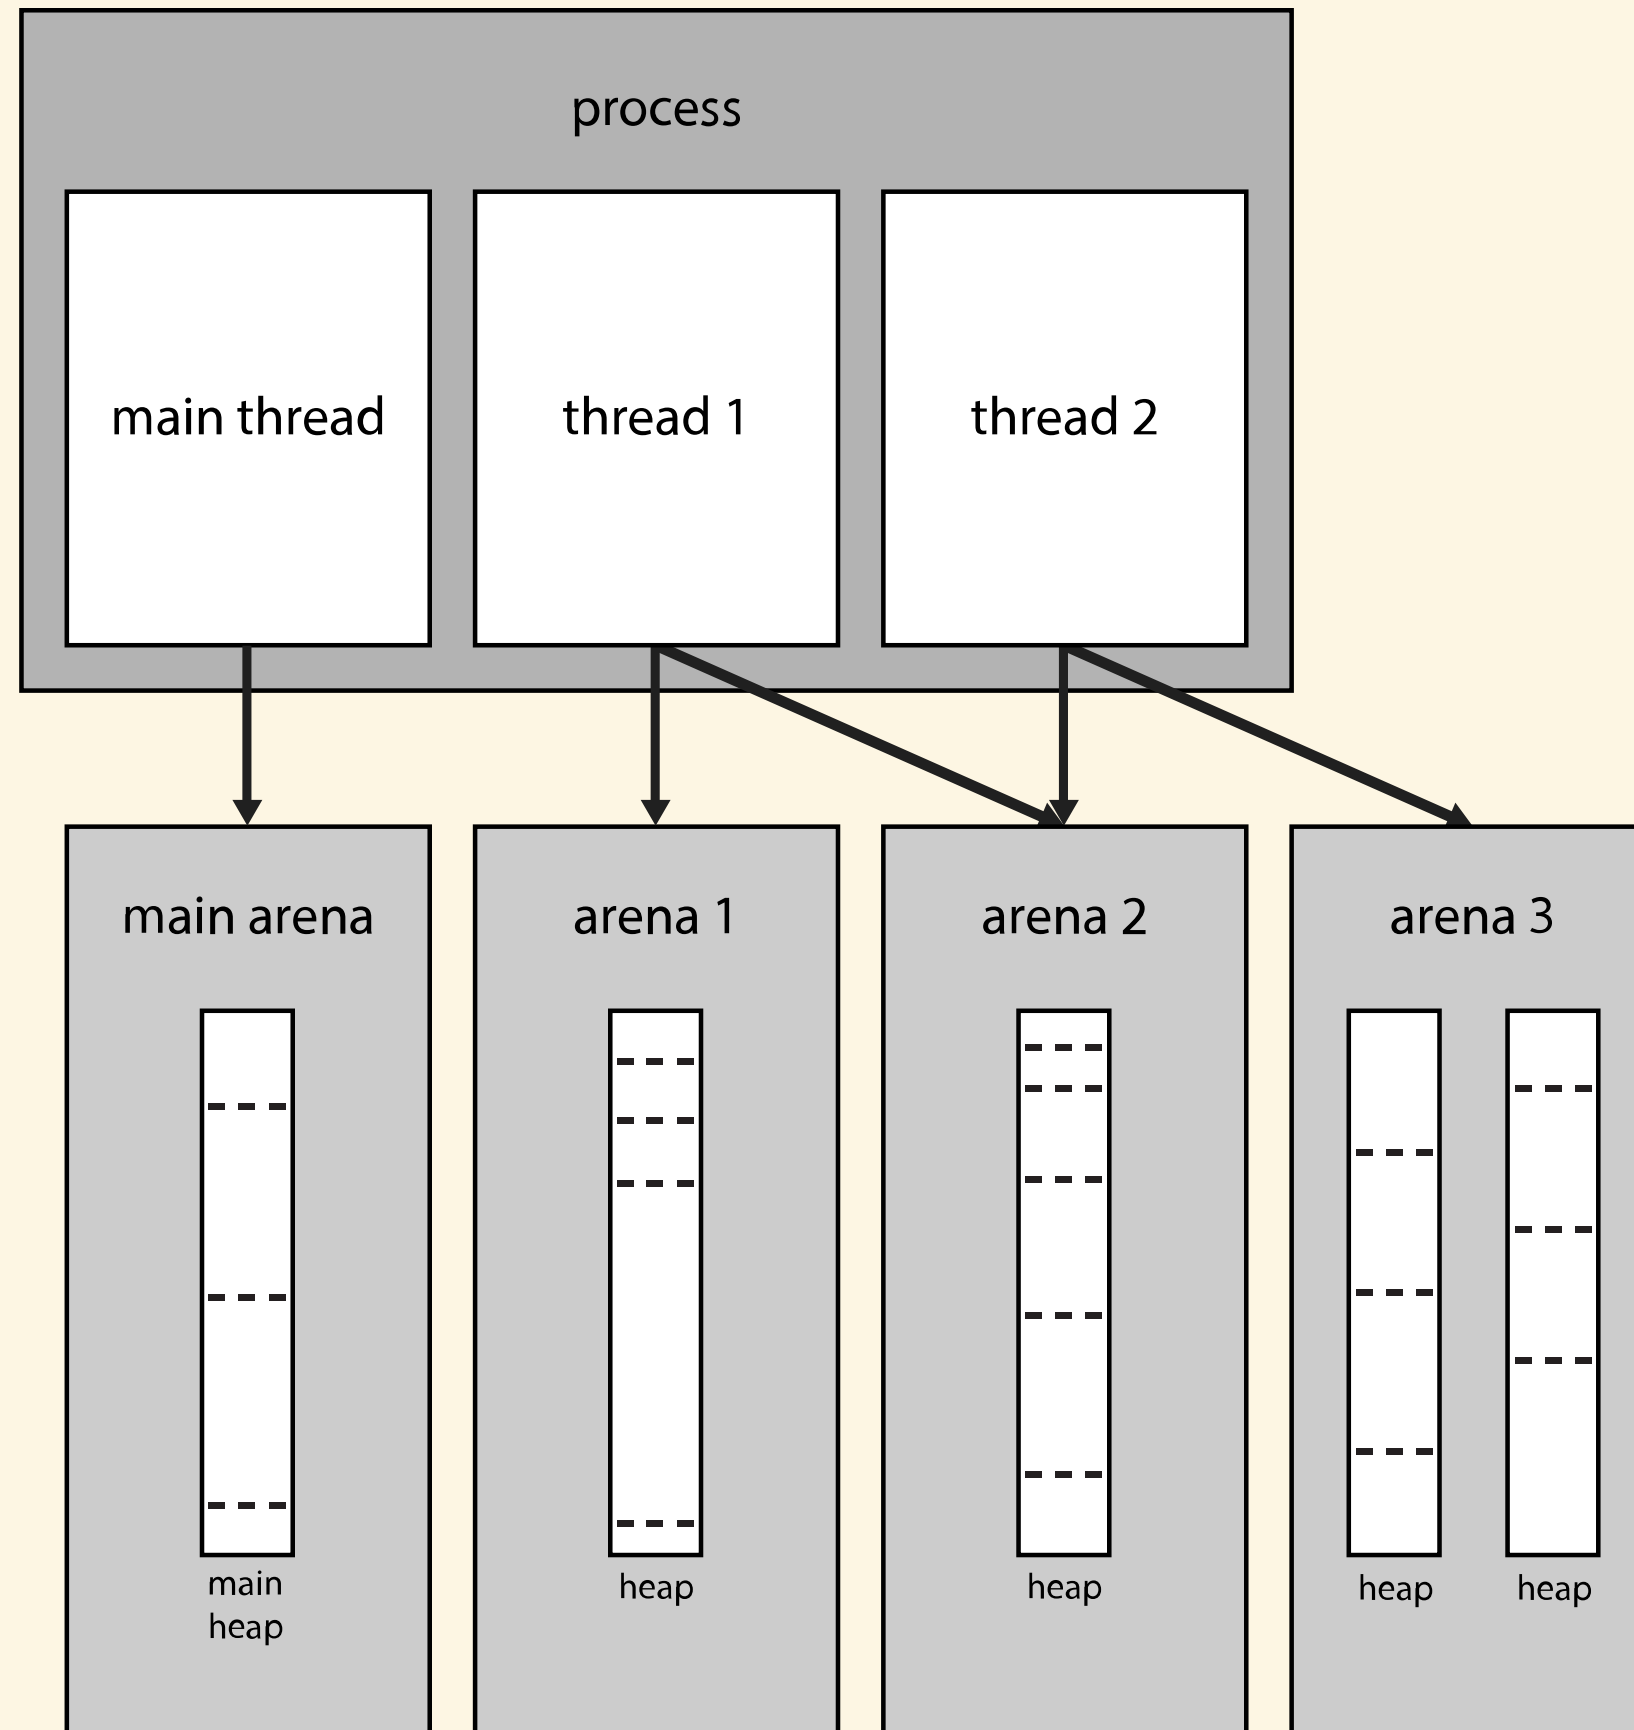 process
main thread
thread 1
thread 2
main arena
arena 1
arena 2
arena 3
main
heap
heap
heap
heap
heap